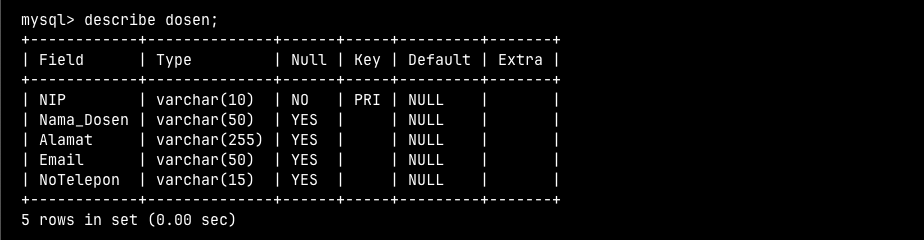 mysql> describe dosen;
+------------+--------------+------+-----+---------+-------+
| Field      | Type         | Null | Key | Default | Extra |
+------------+--------------+------+-----+---------+-------+
| NIP        | varchar(10)  | NO   | PRI | NULL    |       |
| Nama_Dosen | varchar(50)  | YES  |     | NULL    |       |
| Alamat     | varchar(255) | YES  |     | NULL    |       |
| Email      | varchar(50)  | YES  |     | NULL    |       |
| NoTelepon  | varchar(15)  | YES  |     | NULL    |       |
+------------+--------------+------+-----+---------+-------+
5 rows in set (0.00 sec)